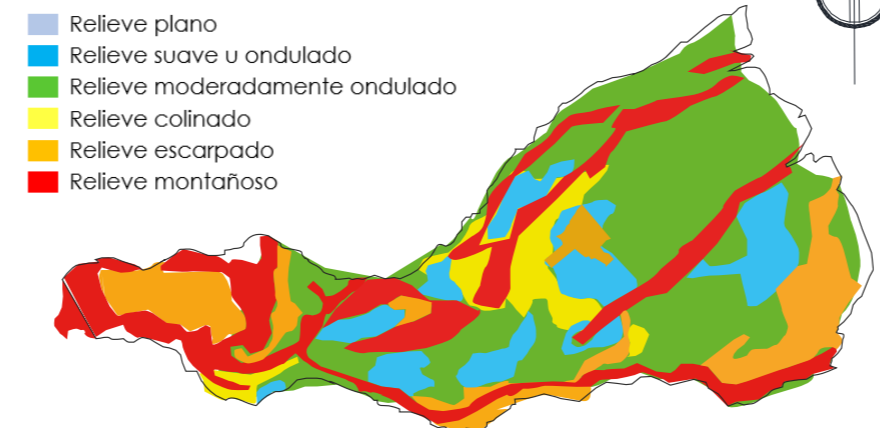 Relieve plano
Relieve suave u ondulado
Relieve moderadamente ondulado
Relieve colinado
Relieve escarpado
Relieve montañoso